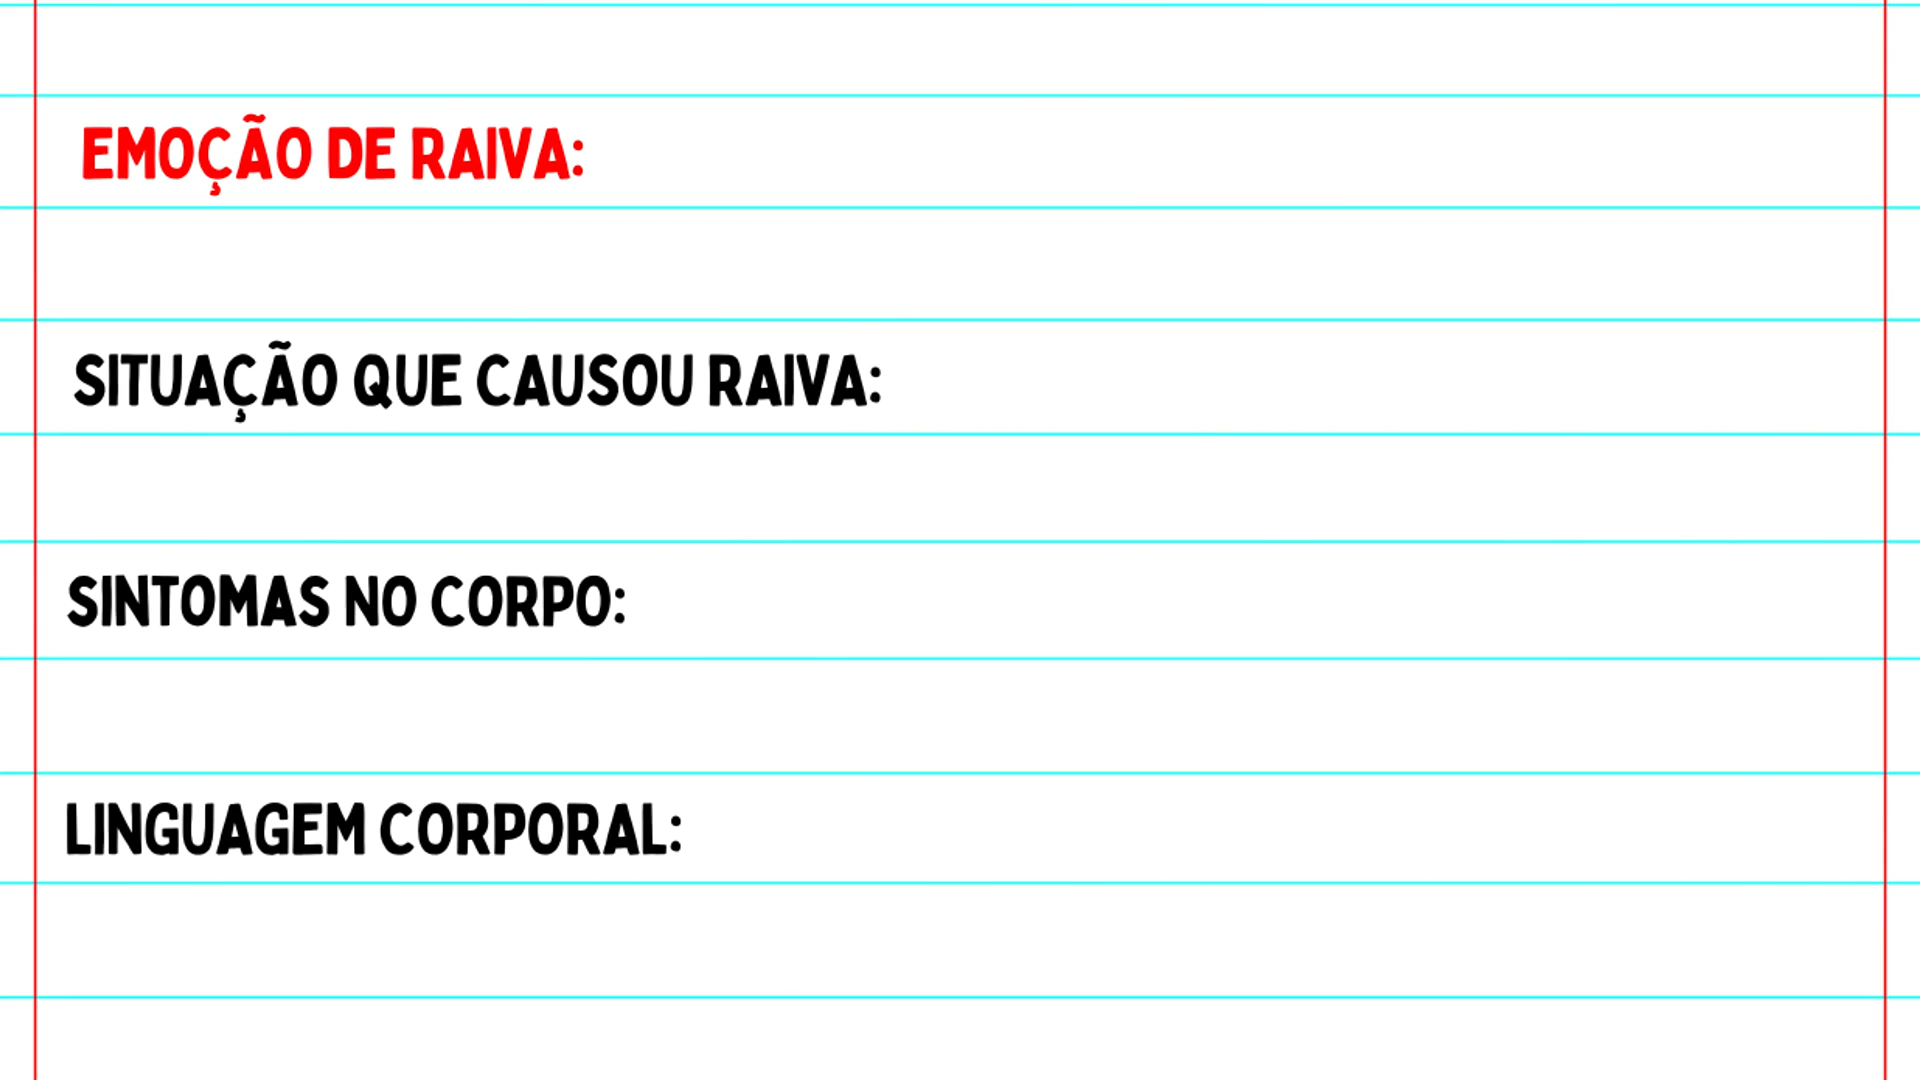 EMOÇÃO DE RAIVA:
SITUAÇÃO QUE CAUSOU RAIVA:
SINTOMAS NO CORPO:
LINGUAGEM CORPORAL: